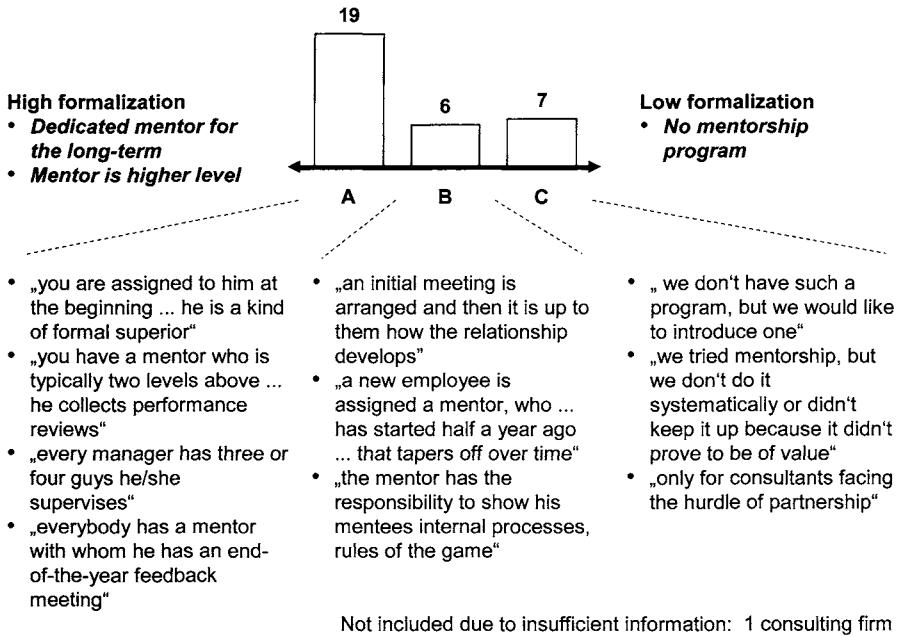 19
6
7
High formalization
• Dedicated mentor for
the long-term
• Mentor is higher level
Low formalization
• No mentorship
program
A
B
C
• „you are assigned to him at
the beginning ... he is a kind
of formal superior“
• „you have a mentor who is
typically two levels above ...
he collects performance
reviews“
• „every manager has three or
four guys he/she
supervises“
• „everybody has a mentor
with whom he has an end-
of-the-year feedback
meeting“
• „an initial meeting is
arranged and then it is up to
them how the relationship
develops“
• „a new employee is
assigned a mentor, who ...
has started half a year ago
... that tapers off over time“
• „the mentor has the
responsibility to show his
mentees internal processes,
rules of the game“
• „ we don‘t have such a
program, but we would like
to introduce one“
• „we tried mentorship, but
we don‘t do it
systematically or didn‘t
keep it up because it didn‘t
prove to be of value“
• „only for consultants facing
the hurdle of partnership“
Not included due to insufficient information: 1 consulting firm